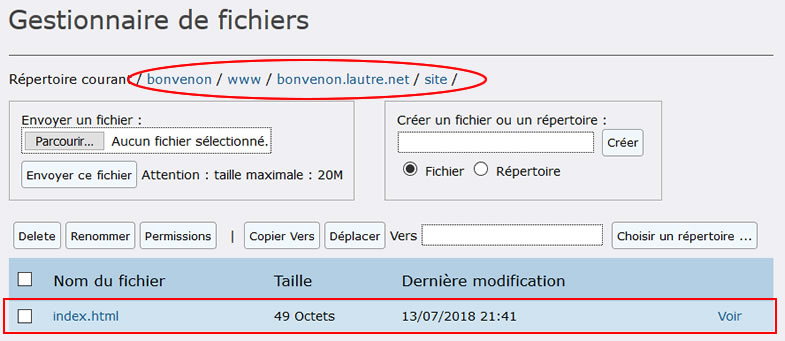 Gestionnaire de fichiers
Répertoire courant / bonvenon / www / bonvenon.lautre.net / site /
Envoyer un fichier :
Parcourir... Aucun fichier sélectionné.
Envoyer ce fichier Attention : taille maximale : 20M
Créer un fichier ou un répertoire :
Créer
Fichier Répertoire
Delete Renommer Permissions | Copier Vers Déplacer Vers Choisir un répertoire ...
Nom du fichier Taille Dernière modification
index.html 49 Octets 13/07/2018 21:41 Voir